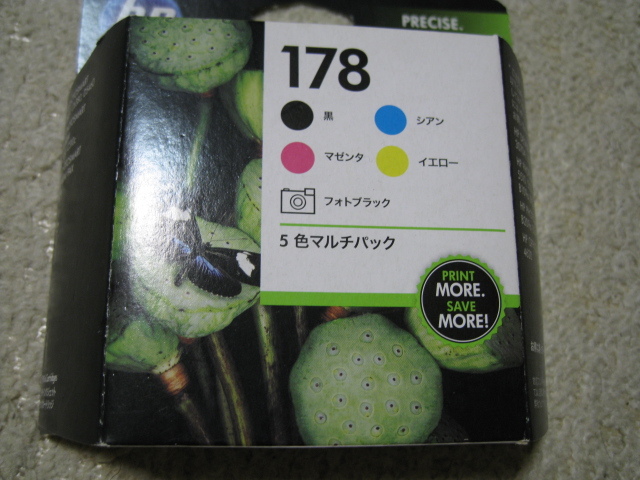 hp
PRECISE.
178
黒
シアン
マゼンタ
イエロー
フォトブラック
5 色マルチパック
PRINT
MORE.
SAVE
MORE!